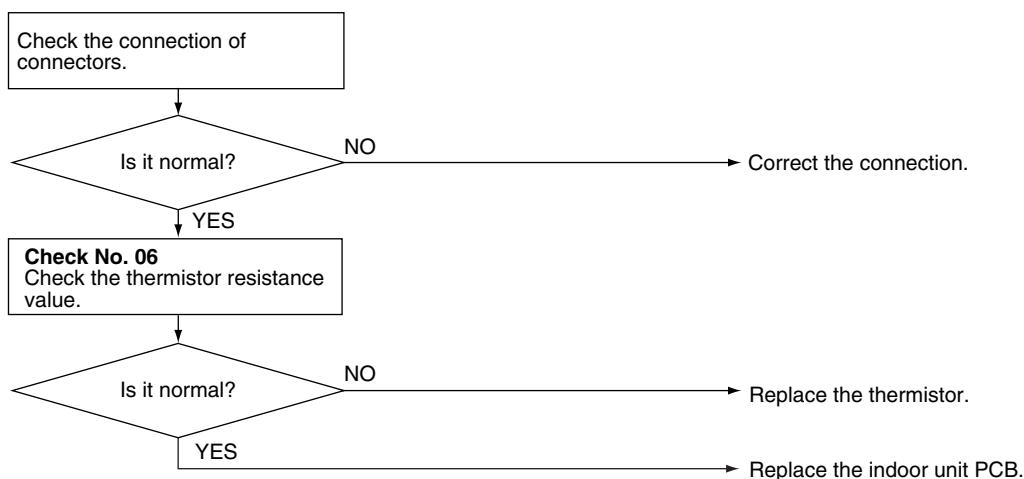 Check the connection of
connectors.
Is it normal?
NO
Correct the connection.
YES
Check No. 06
Check the thermistor resistance
value.
Is it normal?
NO
Replace the thermistor.
YES
Replace the indoor unit PCB.